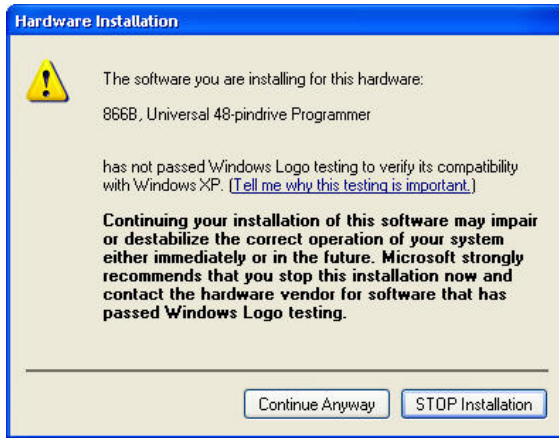 Hardware Installation
The software you are installing for this hardware:
866B, Universal 48-pindrive Programmer
has not passed Windows Logo testing to verify its compatibility
with Windows XP. (Tell me why this testing is important.)
Continuing your installation of this software may impair
or destabilize the correct operation of your system
either immediately or in the future. Microsoft strongly
recommends that you stop this installation now and
contact the hardware vendor for software that has
passed Windows Logo testing.
Continue Anyway
STOP Installation